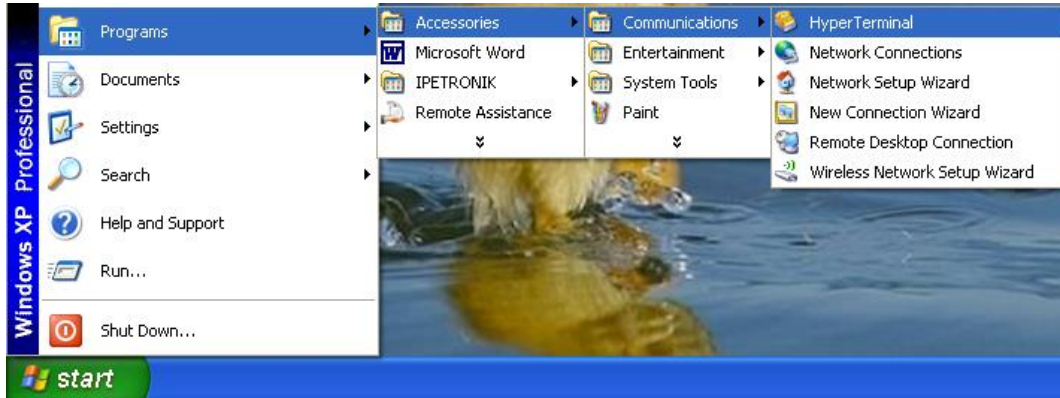 Windows XP Professional
Programs
Documents
Settings
Search
Help and Support
Run...
Shut Down...
start
Accessories
Microsoft Word
IPETRONIK
Remote Assistance
Communications
Entertainment
System Tools
Paint
HyperTerminal
Network Connections
Network Setup Wizard
New Connection Wizard
Remote Desktop Connection
Wireless Network Setup Wizard